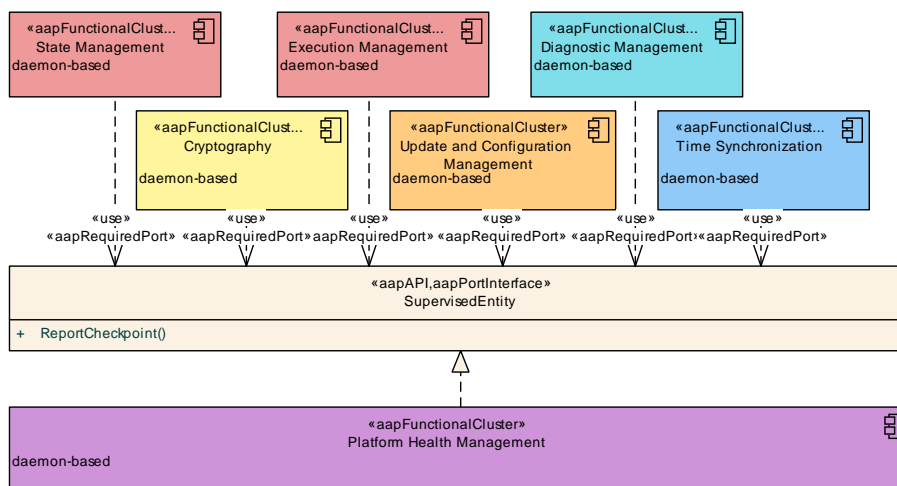 «aapFunctionalClust...
State Management
daemon-based
«aapFunctionalClust...
Execution Management
daemon-based
«aapFunctionalClust...
Diagnostic Management
daemon-based
«aapFunctionalClust...
Cryptography
daemon-based
«aapFunctionalCluster»
Update and Configuration
Management
daemon-based
«aapFunctionalClust...
Time Synchronization
daemon-based
«use»
«aapRequiredPort»
«use»
«aapRequiredPort»
«use»
«aapRequiredPort»
«use»
«aapRequiredPort»
«use»
«aapRequiredPort»
«use»
«aapRequiredPort»
«aapAPI,aapPortInterface»
SupervisedEntity
+ ReportCheckpoint()
«aapFunctionalCluster»
Platform Health Management
daemon-based